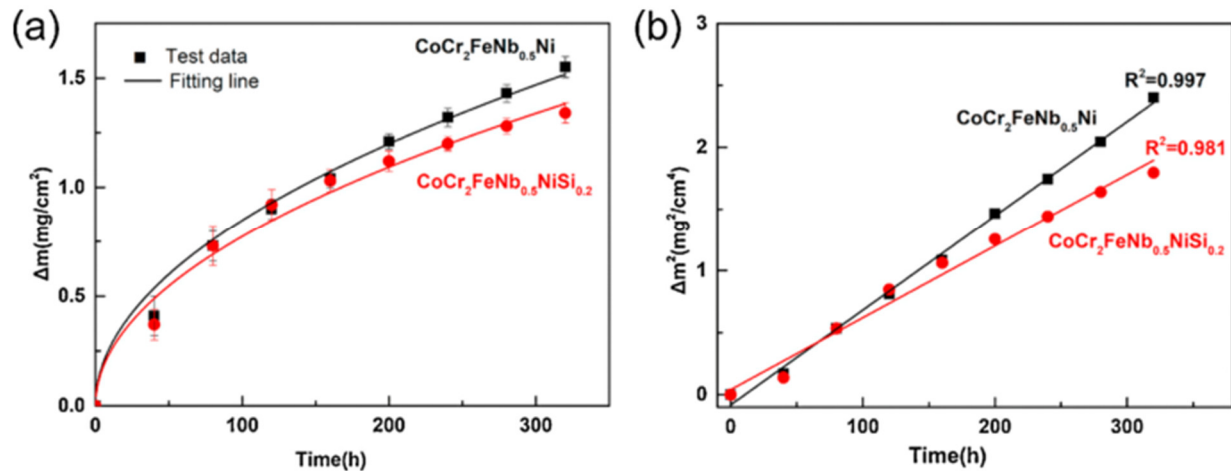 (a)
Test data
Fitting line
CoCr₂FeNb₀.₅Ni
CoCr₂FeNb₀.₅NiSi₀.₂
1.5
1.0
0.5
0.0
Δm(mg/cm²)
0
100
200
300
Time(h)
(b)
R²=0.997
CoCr₂FeNb₀.₅Ni
R²=0.981
CoCr₂FeNb₀.₅NiSi₀.₂
3
2
1
0
Δm²(mg²/cm⁴)
0
100
200
300
Time(h)